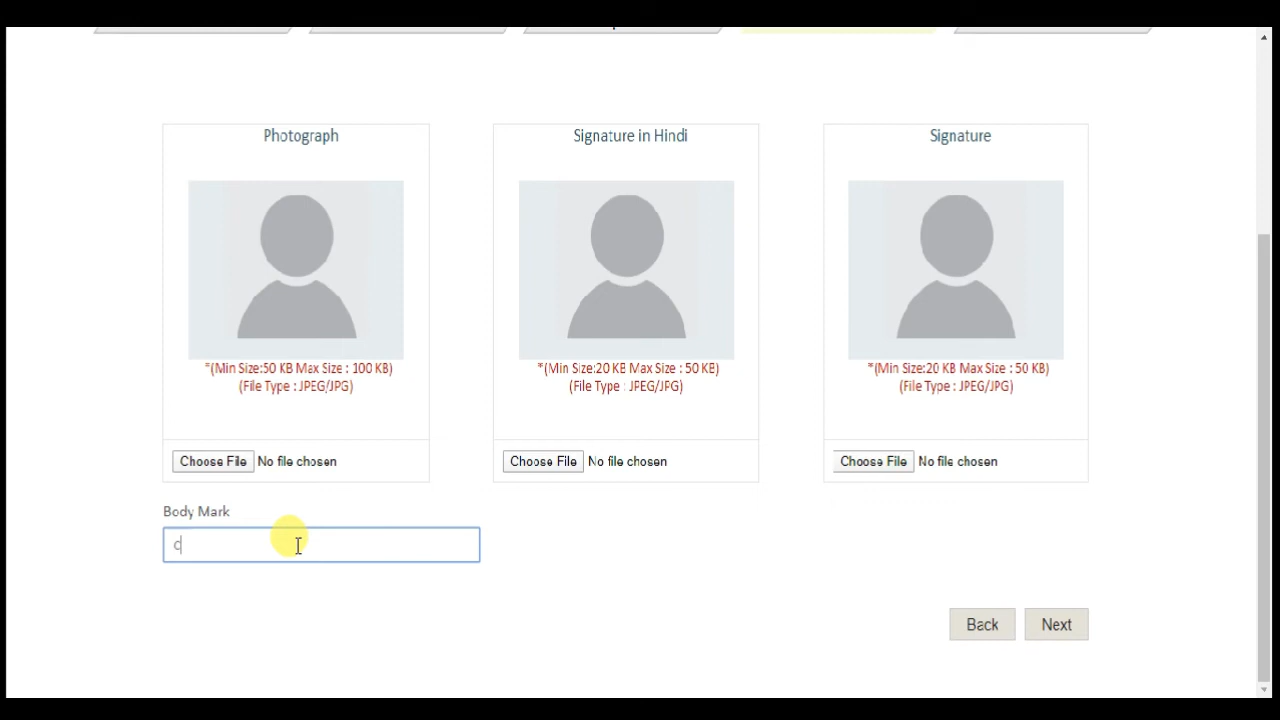 Photograph
Signature in Hindi
Signature
*(Min Size:50 KB Max Size : 100 KB)
(File Type : JPEG/JPG)
*(Min Size:20 KB Max Size : 50 KB)
(File Type : JPEG/JPG)
*(Min Size:20 KB Max Size : 50 KB)
(File Type : JPEG/JPG)
Choose File No file chosen
Choose File No file chosen
Choose File No file chosen
Body Mark
c
Back
Next